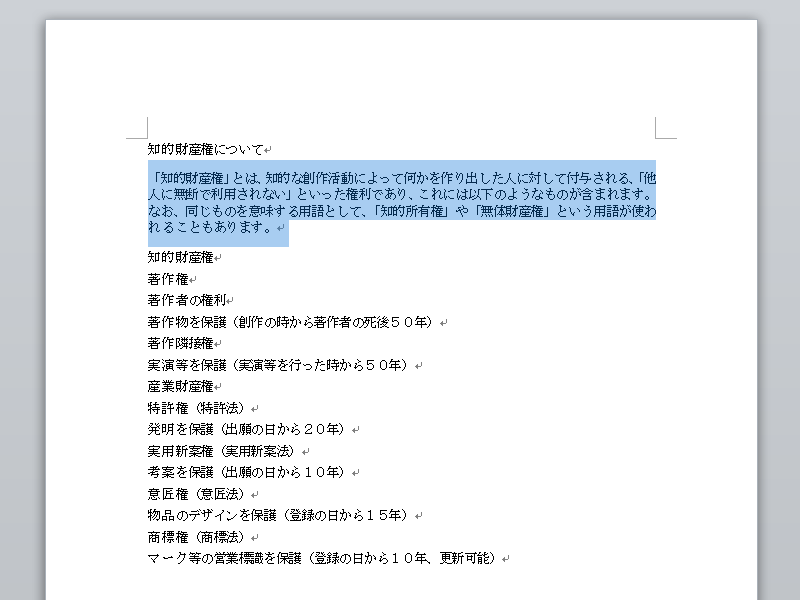 知的財産権について
「知的財産権」とは、知的な創作活動によって何かを作り出した人に対して付与される、「他
人に無断で利用されない」といった権利であり、これには以下のようなものが含まれます。
なお、同じものを意味する用語として、「知的所有権」や「無体財産権」という用語が使わ
れることもあります。
知的財産権
著作権
著作者の権利
著作物を保護（創作の時から著作者の死後５０年）
著作隣接権
実演等を保護（実演等を行った時から５０年）
産業財産権
特許権（特許法）
発明を保護（出願の日から２０年）
実用新案権（実用新案法）
考案を保護（出願の日から１０年）
意匠権（意匠法）
物品のデザインを保護（登録の日から１５年）
商標権（商標法）
マーク等の営業標識を保護（登録の日から１０年、更新可能）